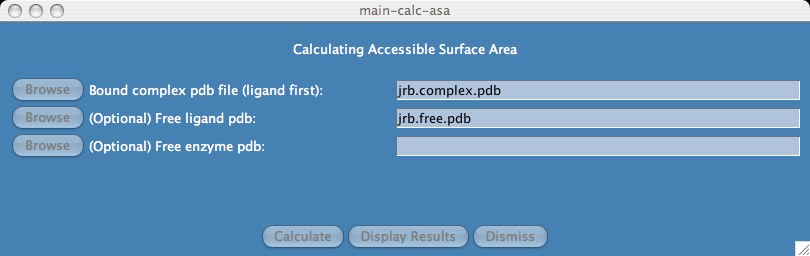 main-calc-asa
Calculating Accessible Surface Area
Browse Bound complex pdb file (ligand first): jrb.complex.pdb
Browse (Optional) Free ligand pdb: jrb.free.pdb
Browse (Optional) Free enzyme pdb:
Calculate Display Results Dismiss